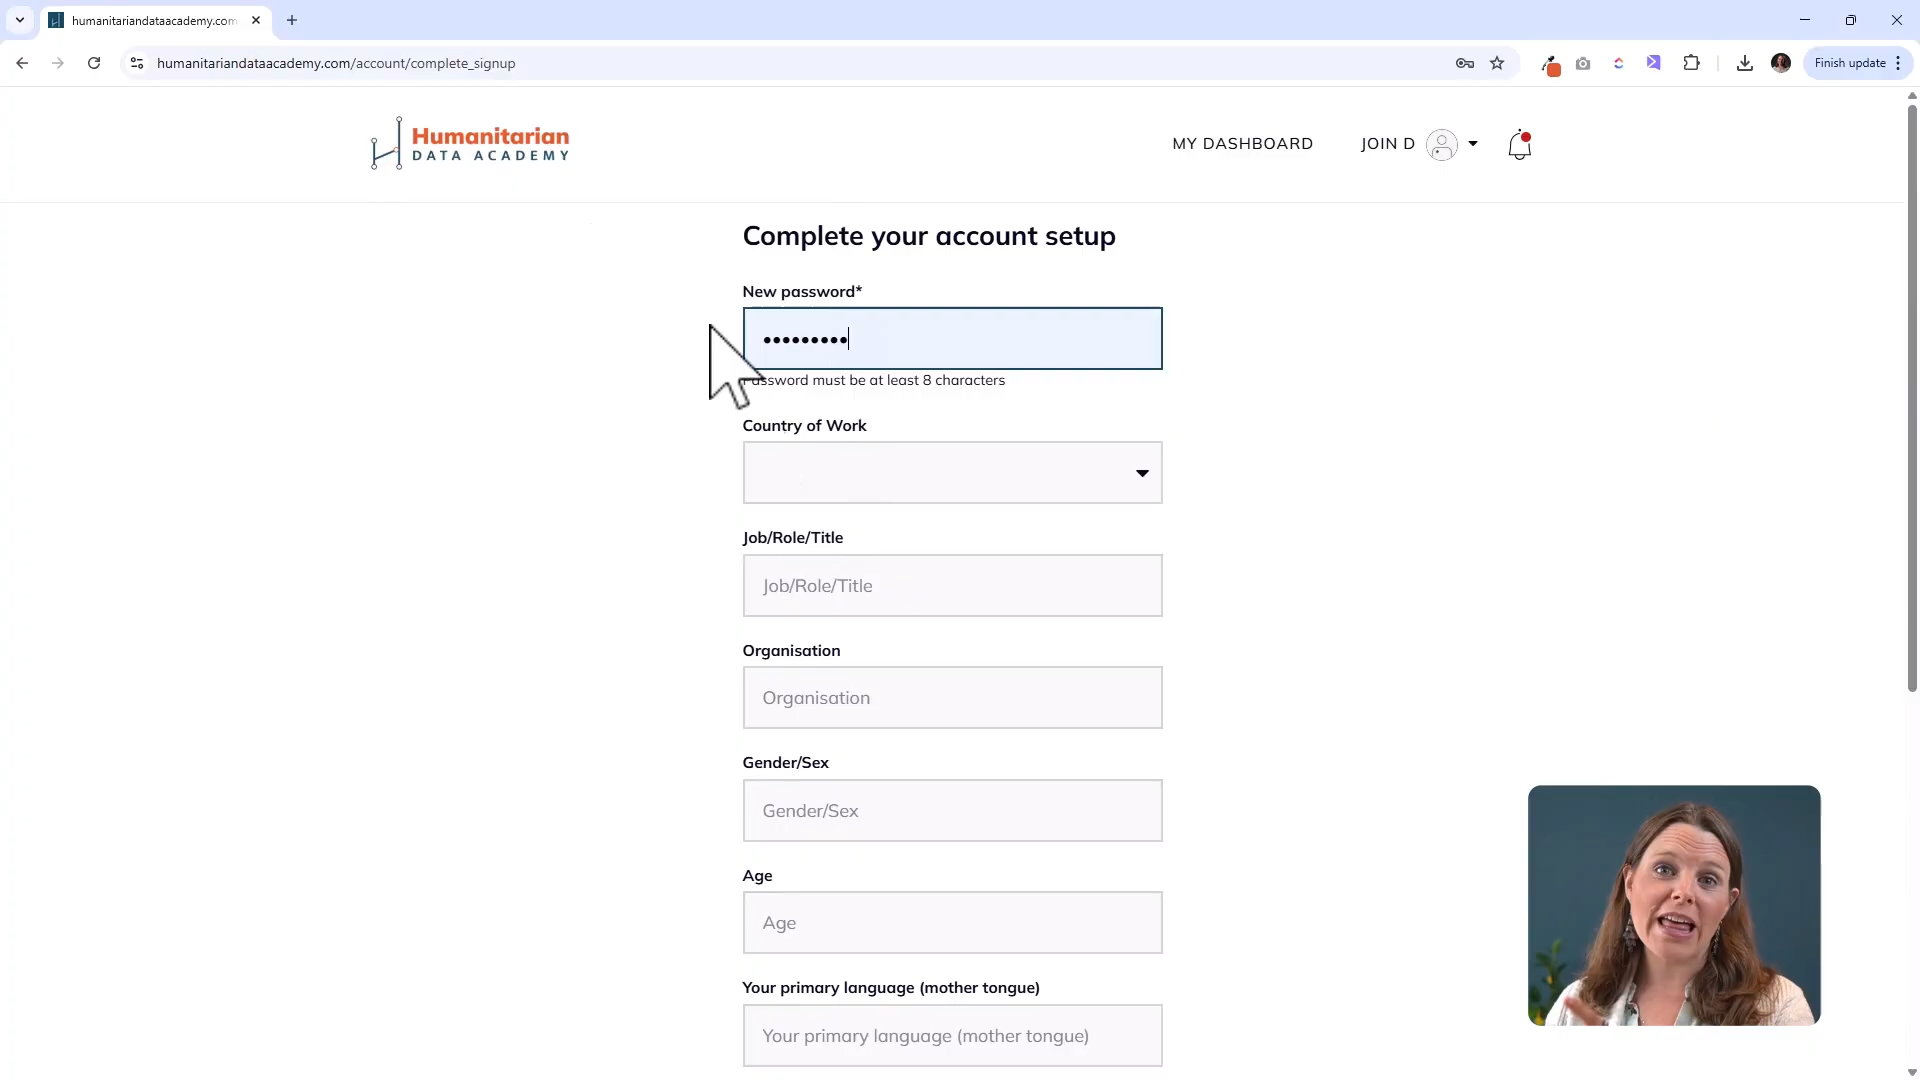 humanitariandataacademy.com
humanitariandataacademy.com/account/complete_signup
Finish update
Humanitarian
DATA ACADEMY
MY DASHBOARD
JOIN D
Complete your account setup
New password*
•••••••••
Password must be at least 8 characters
Country of Work
Job/Role/Title
Job/Role/Title
Organisation
Organisation
Gender/Sex
Gender/Sex
Age
Age
Your primary language (mother tongue)
Your primary language (mother tongue)